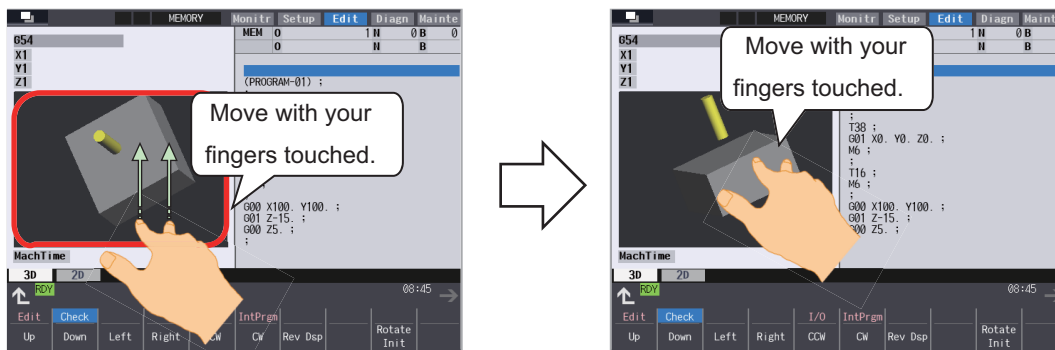 MEMORY Monitr Setup Edit Diagn Mainte
G54
X1
Y1
Z1
MEM O 1 N 0 B 0
O N B
(PROGRAM-01) ;
Move with your
fingers touched.
G00 X100. Y100. ;
G01 Z-15. ;
G00 Z5. ;
;
MachTime
3D 2D
RDY 08:45
Edit Check IntPrgm
Up Down Left Right CW Rev Dsp Rotate Init
MEMORY Monitr Setup Edit Diagn
G54
X1
Y1
Z1
1 N 0 B
N B
Move with your
fingers touched.
;
T38 ;
G01 X0. Y0. Z0. ;
M6 ;
;
T16 ;
M6 ;
;
G00 X100. Y100. ;
G01 Z-15. ;
G00 Z5. ;
;
MachTime
3D 2D
RDY 08:45
Edit Check I/O IntPrgm
Up Down Left Right CCW CW Rev Dsp Rotate Init